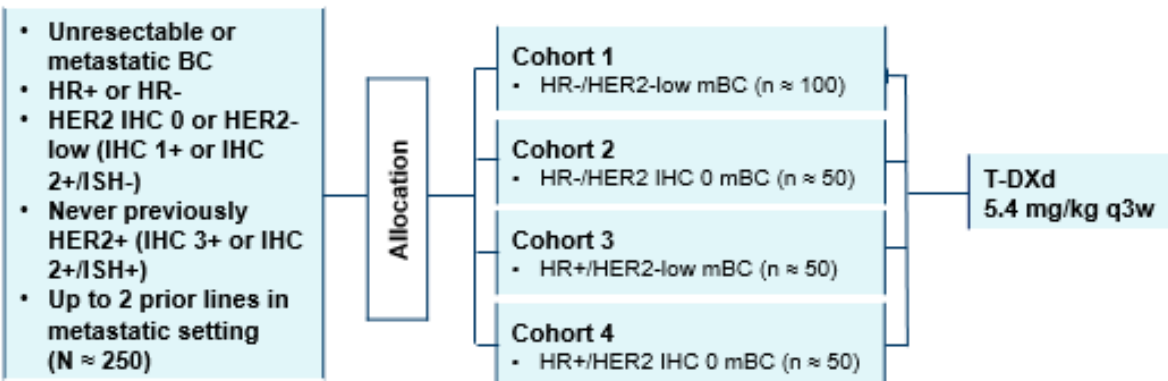 • Unresectable or
metastatic BC
• HR+ or HR-
• HER2 IHC 0 or HER2-
low (IHC 1+ or IHC
2+/ISH-)
• Never previously
HER2+ (IHC 3+ or IHC
2+/ISH+)
• Up to 2 prior lines in
metastatic setting
(N ≈ 250)
Allocation
Cohort 1
▪ HR-/HER2-low mBC (n ≈ 100)
Cohort 2
▪ HR-/HER2 IHC 0 mBC (n ≈ 50)
Cohort 3
▪ HR+/HER2-low mBC (n ≈ 50)
Cohort 4
▪ HR+/HER2 IHC 0 mBC (n ≈ 50)
T-DXd
5.4 mg/kg q3w